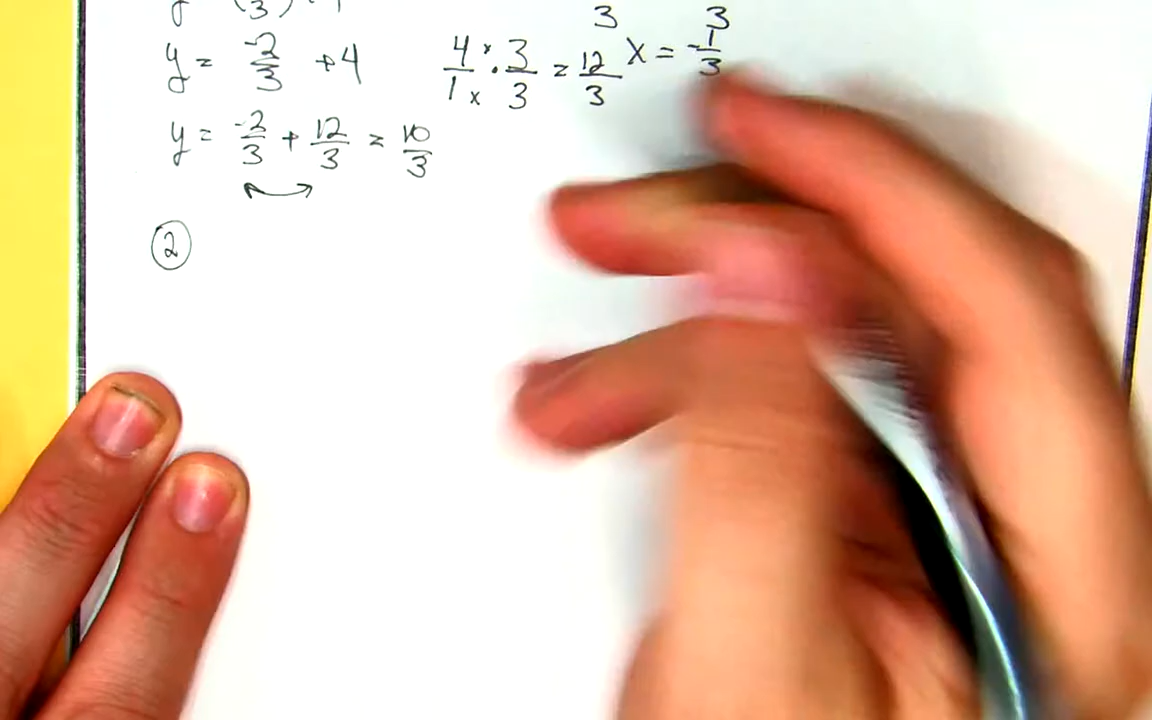 3 3
y = -2/3 + 4 4/1 · 3/3 = 12/3 x = -1/3
y = -2/3 + 12/3 = 10/3
2